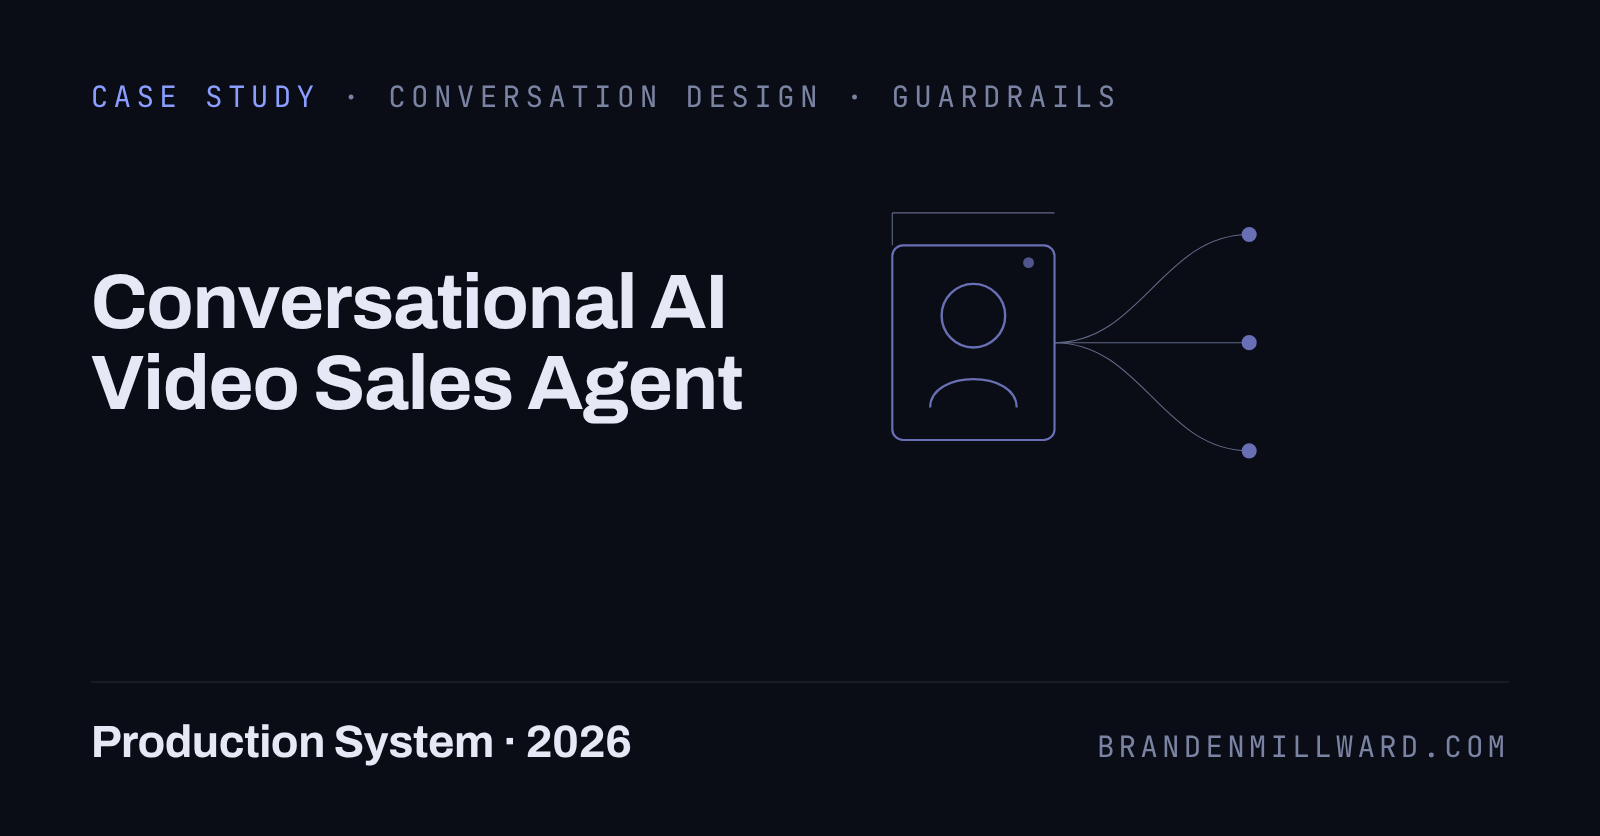 CASE STUDY · CONVERSATION DESIGN · GUARDRAILS
Conversational AI
Video Sales Agent
Production System · 2026
BRANDENMILLWARD.COM